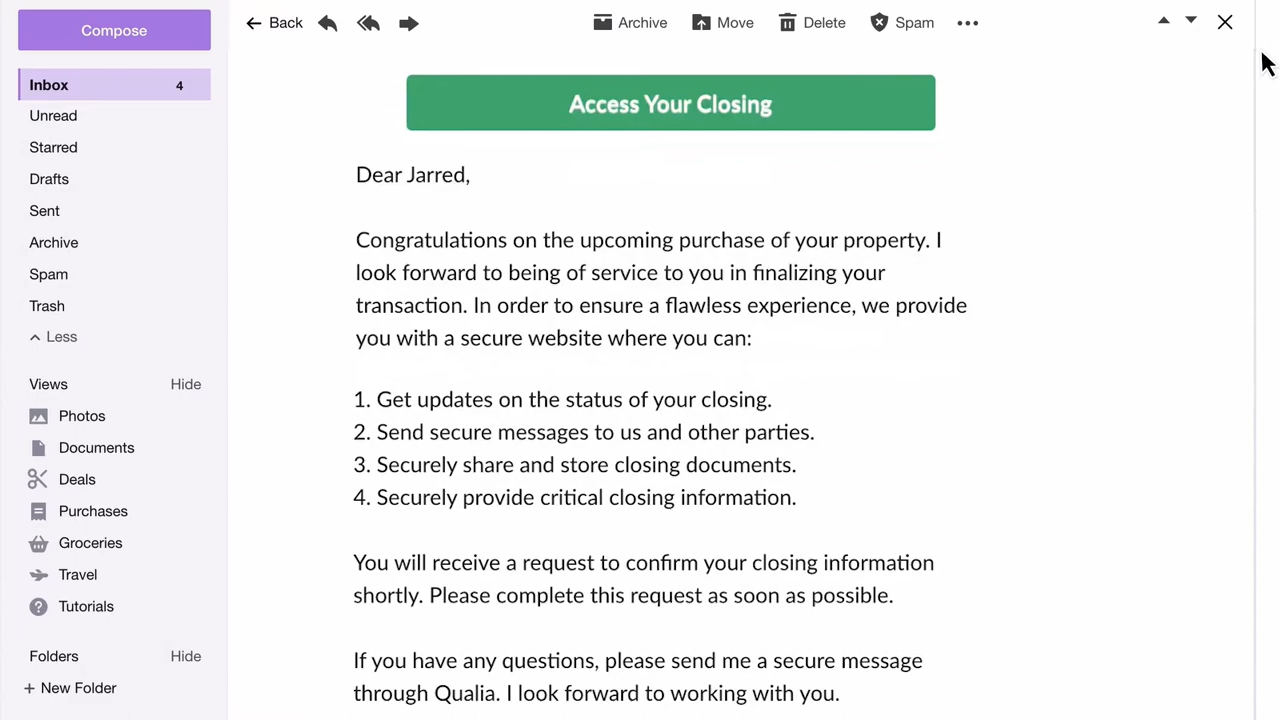 Compose
Inbox 4
Unread
Starred
Drafts
Sent
Archive
Spam
Trash
Less
Views Hide
Photos
Documents
Deals
Purchases
Groceries
Travel
Tutorials
Folders Hide
+ New Folder
Back
Archive Move Delete Spam
Access Your Closing
Dear Jarred,
Congratulations on the upcoming purchase of your property. I
look forward to being of service to you in finalizing your
transaction. In order to ensure a flawless experience, we provide
you with a secure website where you can:
1. Get updates on the status of your closing.
2. Send secure messages to us and other parties.
3. Securely share and store closing documents.
4. Securely provide critical closing information.
You will receive a request to confirm your closing information
shortly. Please complete this request as soon as possible.
If you have any questions, please send me a secure message
through Qualia. I look forward to working with you.